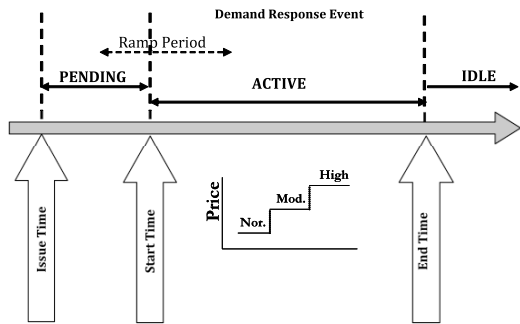 Demand Response Event
Ramp Period
PENDING
ACTIVE
IDLE
Issue Time
Start Time
Price
Nor.
Mod.
High
End Time